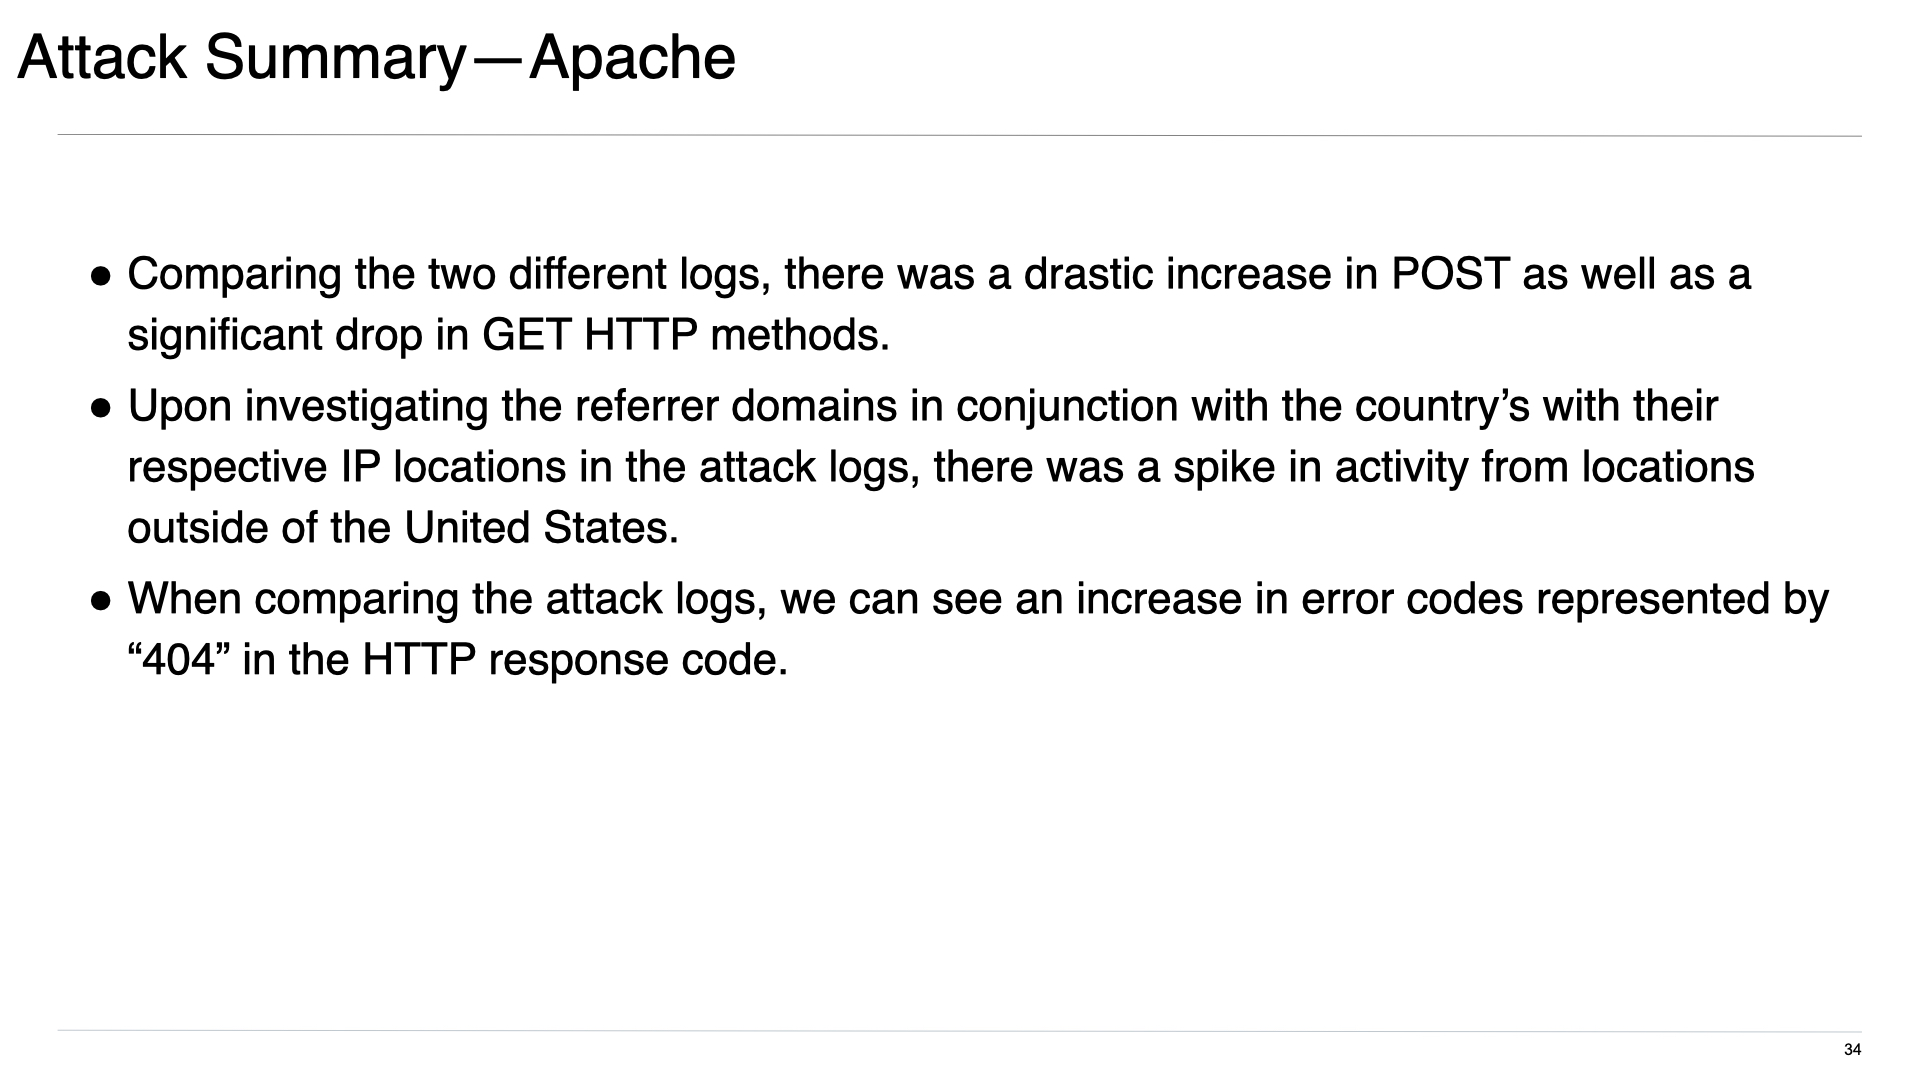 Attack Summary—Apache
● Comparing the two different logs, there was a drastic increase in POST as well as a
significant drop in GET HTTP methods.
● Upon investigating the referrer domains in conjunction with the country’s with their
respective IP locations in the attack logs, there was a spike in activity from locations
outside of the United States.
● When comparing the attack logs, we can see an increase in error codes represented by
“404” in the HTTP response code.
34